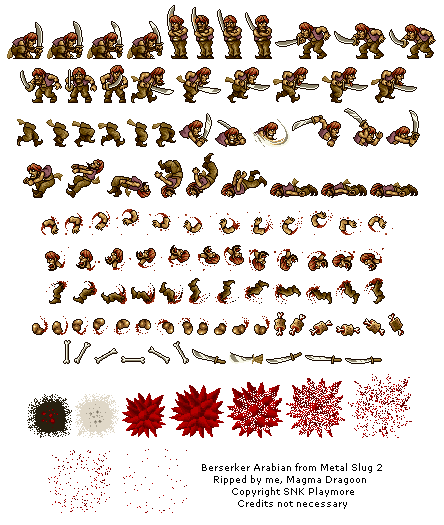 Berserker Arabian from Metal Slug 2
Ripped by me, Magma Dragoon
Copyright SNK Playmore
Credits not necessary